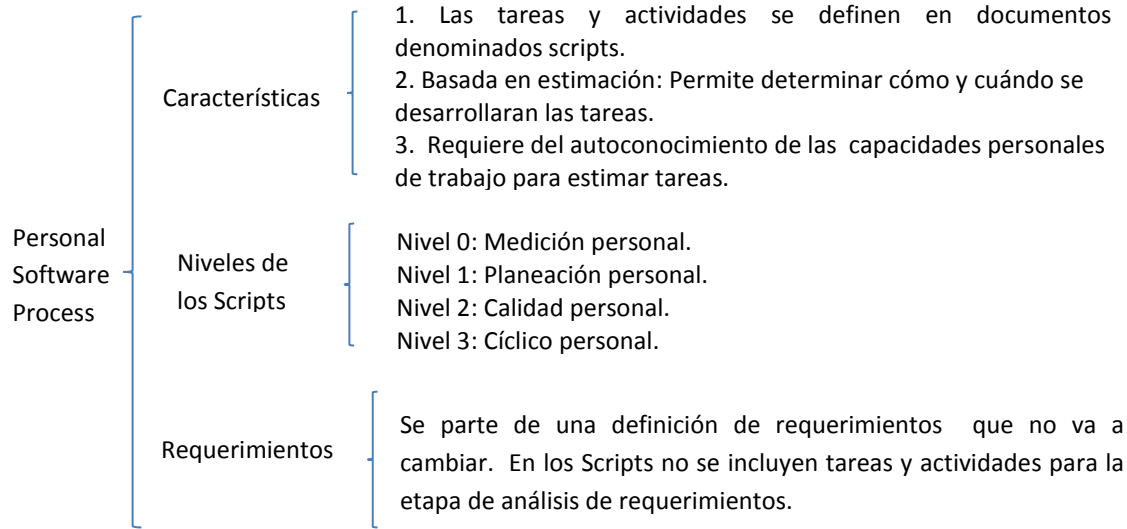 Personal
Software
Process
Características
1. Las tareas y actividades se definen en documentos
denominados scripts.
2. Basada en estimación: Permite determinar cómo y cuándo se
desarrollaran las tareas.
3. Requiere del autoconocimiento de las capacidades personales
de trabajo para estimar tareas.
Niveles de
los Scripts
Nivel 0: Medición personal.
Nivel 1: Planeación personal.
Nivel 2: Calidad personal.
Nivel 3: Cíclico personal.
Requerimientos
Se parte de una definición de requerimientos que no va a
cambiar. En los Scripts no se incluyen tareas y actividades para la
etapa de análisis de requerimientos.